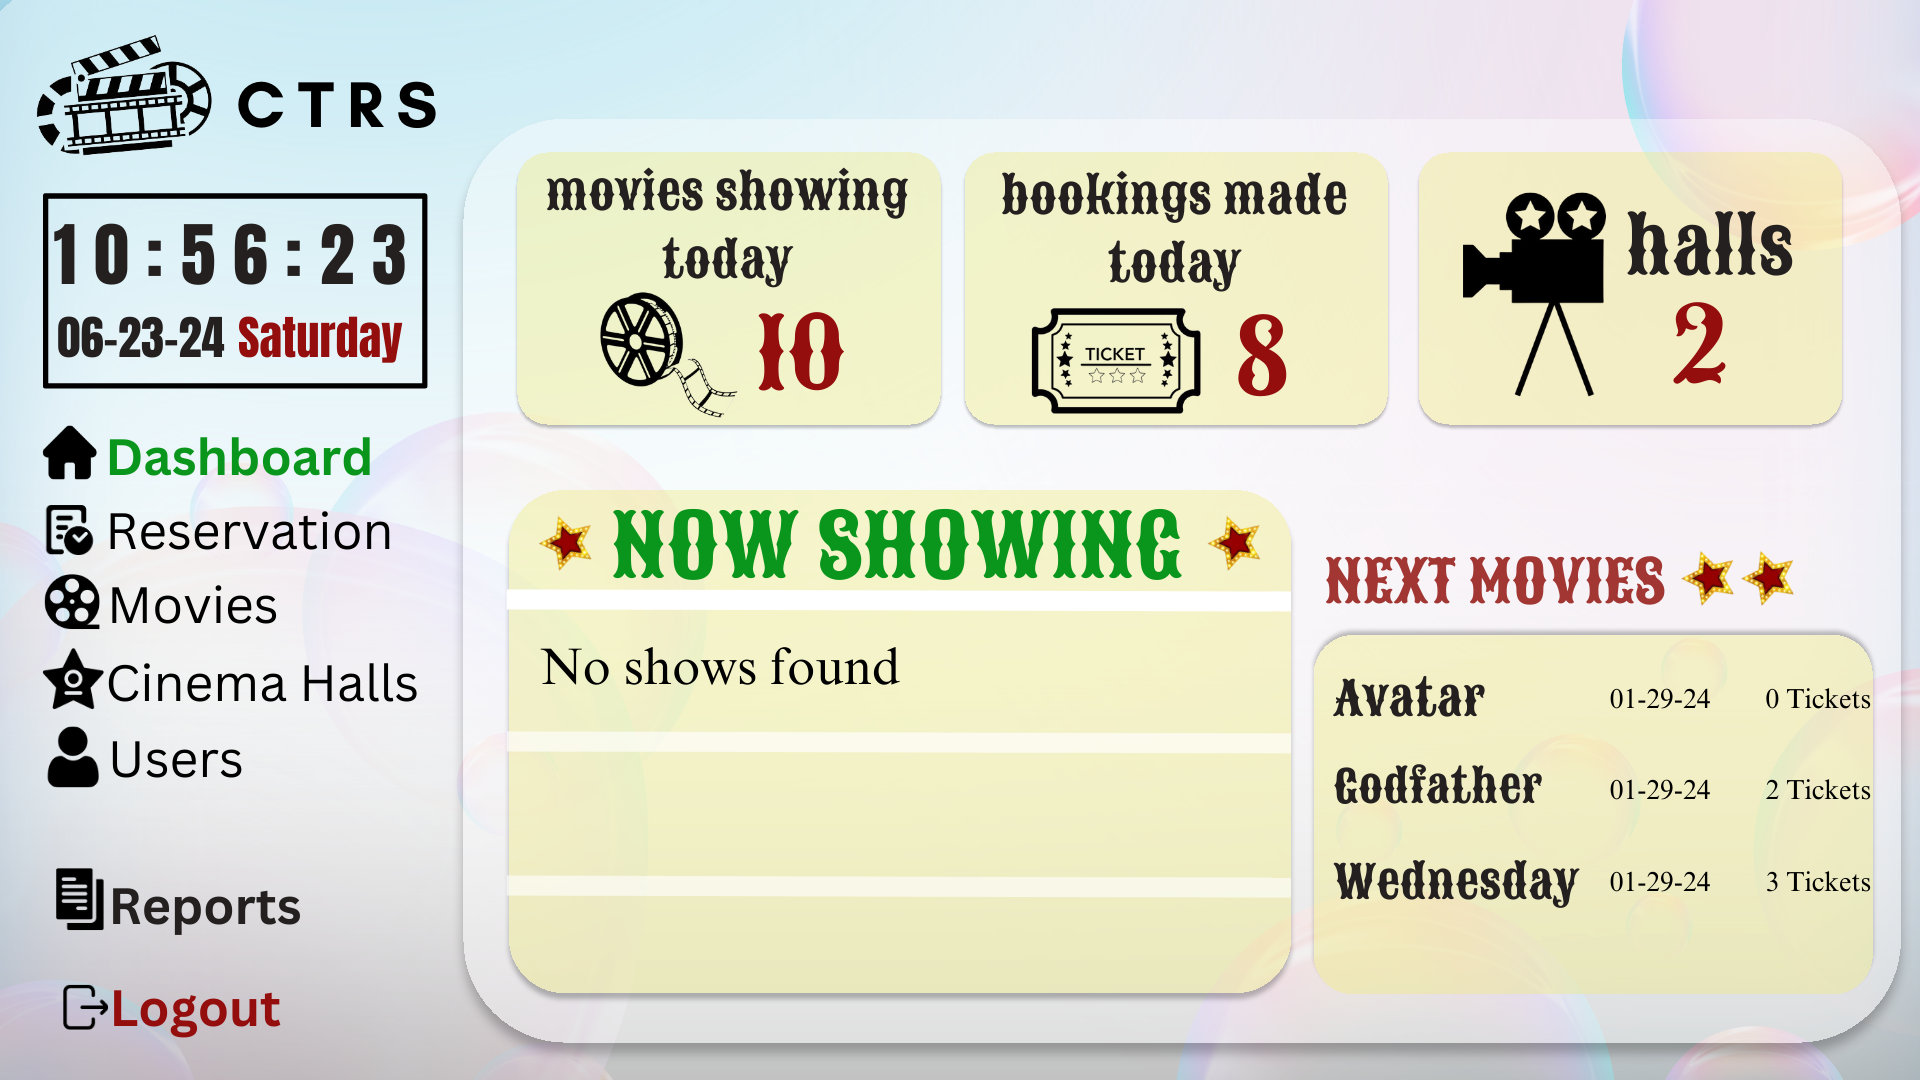 CTRS
10:56:23
06-23-24 Saturday
Dashboard
Reservation
Movies
Cinema Halls
Users
Reports
Logout
movies showing
today
10
bookings made
today
TICKET
8
halls
2
NOW SHOWING
No shows found
NEXT MOVIES
Avatar 01-29-24 0 Tickets
Godfather 01-29-24 2 Tickets
Wednesday 01-29-24 3 Tickets